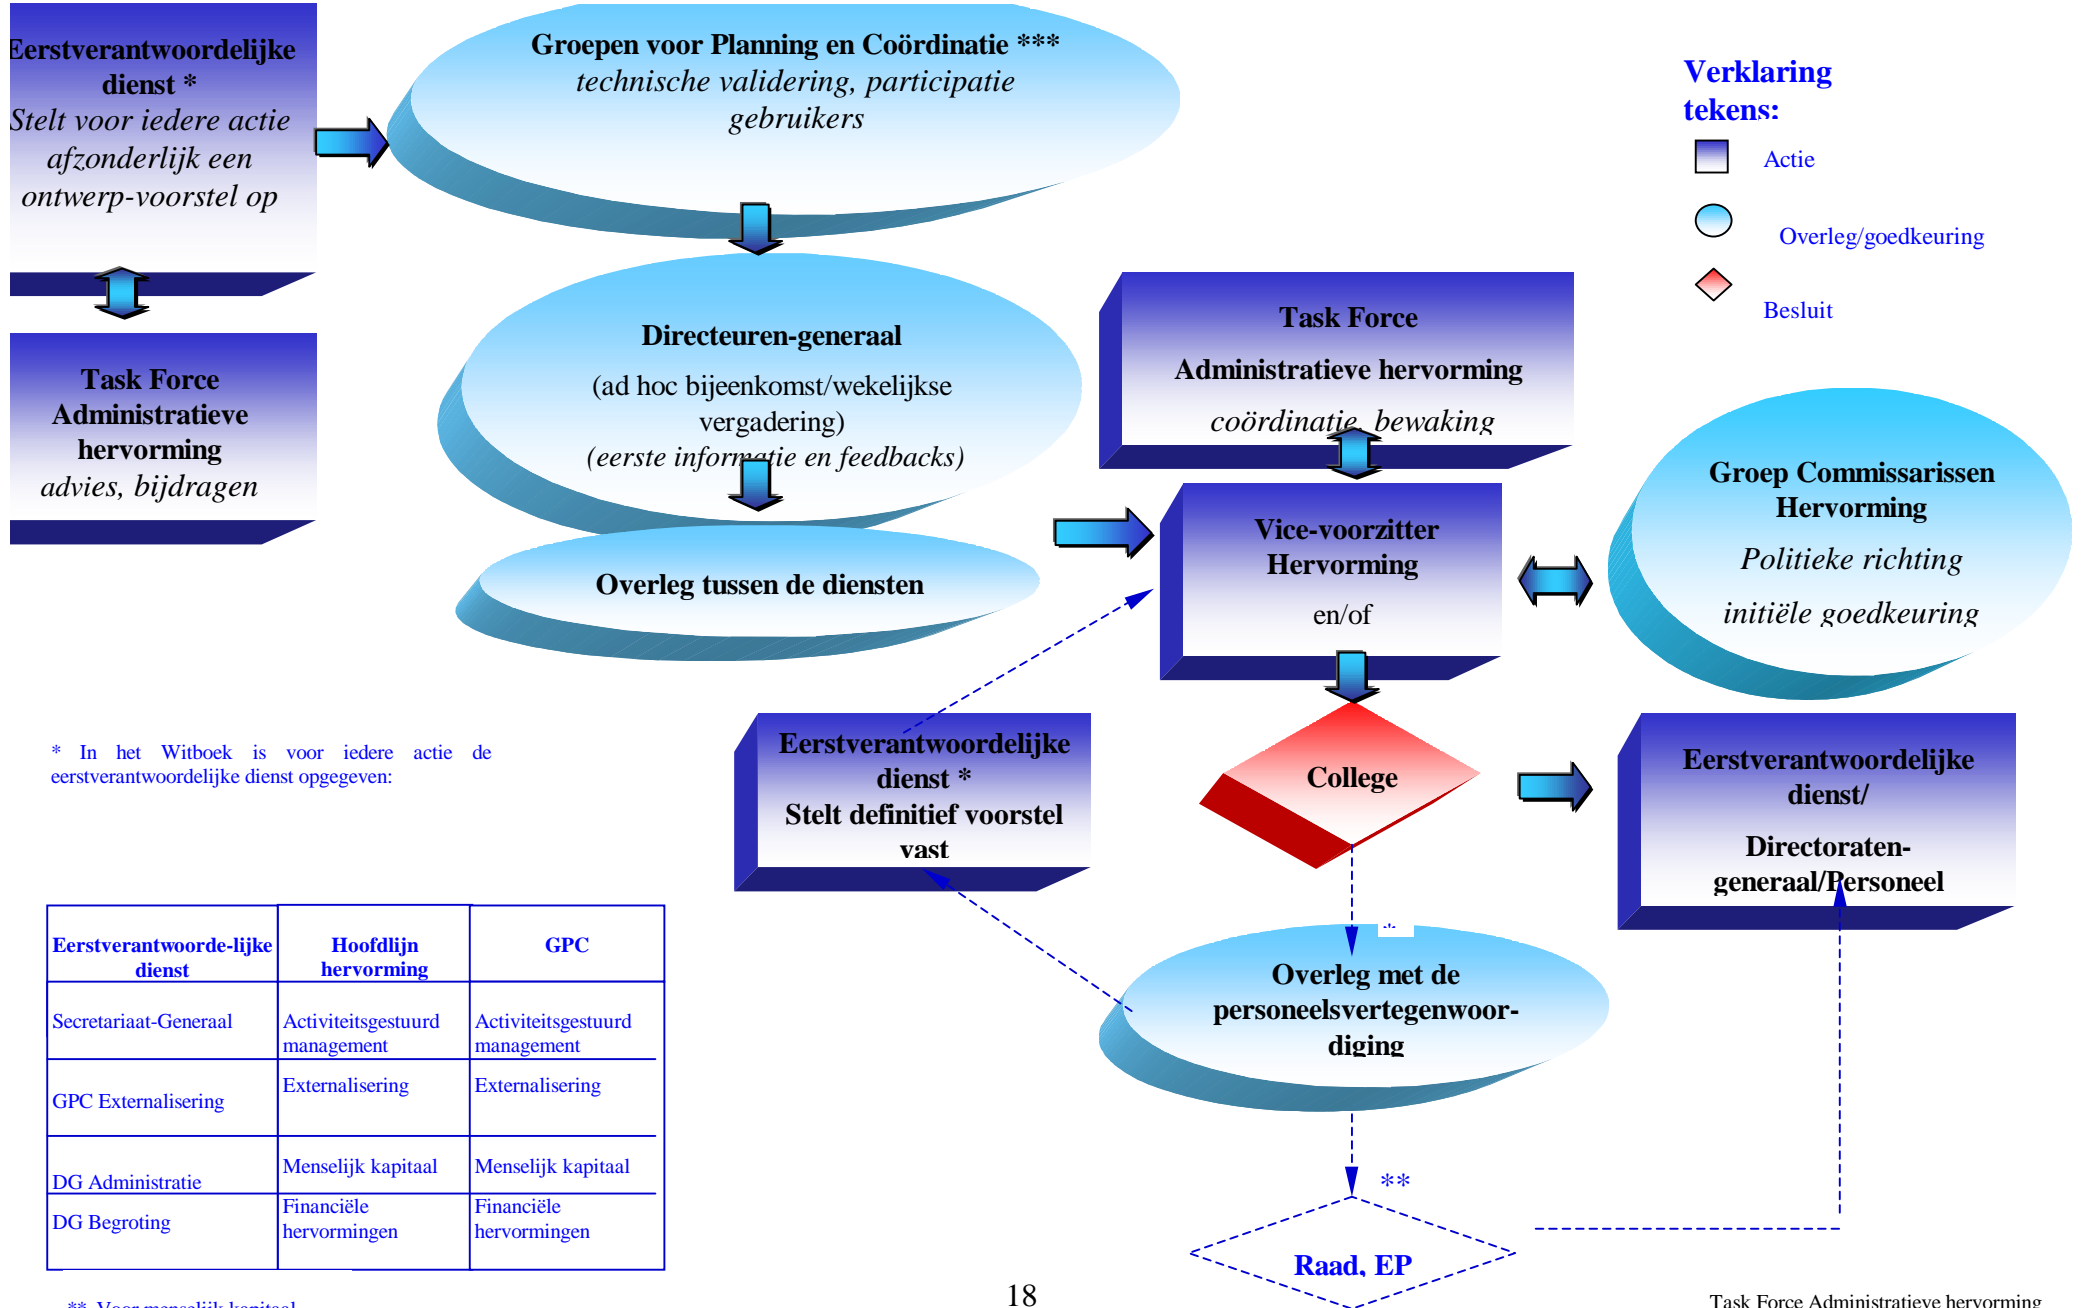 Eerstverantwoordelijke
dienst *
Stelt voor iedere actie
afzonderlijk een
ontwerp-voorstel op
Groepen voor Planning en Coördinatie ***
technische validering, participatie
gebruikers
Verklaring
tekens:
Actie
Overleg/goedkeuring
Besluit
Task Force
Administratieve
hervorming
advies, bijdragen
Directeuren-generaal
(ad hoc bijeenkomst/wekelijkse
vergadering)
(eerste informatie en feedbacks)
Task Force
Administratieve hervorming
coördinatie, bewaking
Overleg tussen de diensten
Vice-voorzitter
Hervorming
en/of
Groep Commissarissen
Hervorming
Politieke richting
initiële goedkeuring
* In het Witboek is voor iedere actie de
eerstverantwoordelijke dienst opgegeven:
Eerstverantwoordelijke
dienst *
Stelt definitief voorstel
vast
College
Eerstverantwoordelijke
dienst/
Directoraten-
generaal/Personeel
*
Overleg met de
personeelsvertegenwoor-
diging
**
Raad, EP
Eerstverantwoorde-lijke
dienst
Hoofdlijn
hervorming
GPC
Secretariaat-Generaal
Activiteitsgestuurd
management
Activiteitsgestuurd
management
GPC Externalisering
Externalisering
Externalisering
DG Administratie
Menselijk kapitaal
Menselijk kapitaal
DG Begroting
Financiële
hervormingen
Financiële
hervormingen
** Voor menselijk kapitaal
18
Task Force Administratieve hervorming